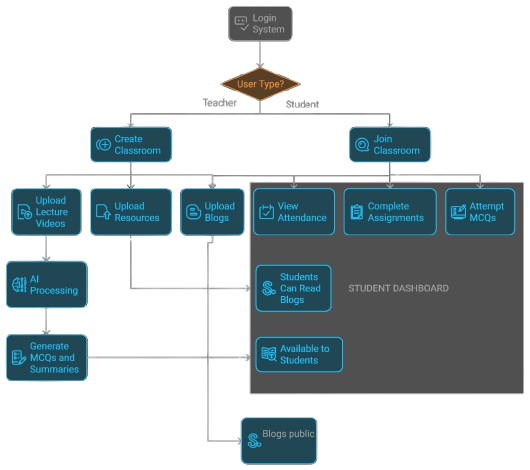 Login
System
User Type?
Teacher
Student
Create
Classroom
Join
Classroom
Upload
Lecture
Videos
Upload
Resources
Upload
Blogs
View
Attendance
Complete
Assignments
Attempt
MCQs
AI
Processing
Students
Can Read
Blogs
STUDENT DASHBOARD
Generate
MCQs and
Summaries
Available to
Students
Blogs public